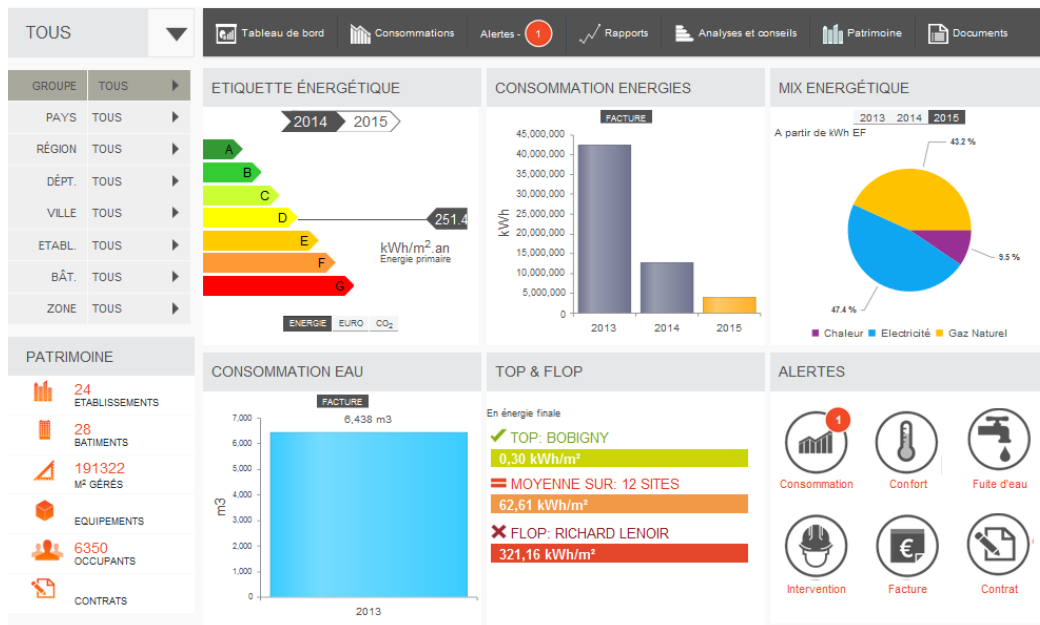 TOUS
Tableau de bord
Consommations
Alertes - 1
Rapports
Analyses et conseils
Patrimoine
Documents
GROUPE TOUS
PAYS TOUS
RÉGION TOUS
DÉPT. TOUS
VILLE TOUS
ETABL. TOUS
BÂT. TOUS
ZONE TOUS
PATRIMOINE
24
ETABLISSEMENTS
28
BATIMENTS
191322
M² GÉRÉS
EQUIPEMENTS
6350
OCCUPANTS
CONTRATS
ETIQUETTE ÉNERGÉTIQUE
2014 2015
A
B
C
D
251.4
E
kWh/m².an
Energie primaire
F
G
ENERGIE EURO CO₂
CONSOMMATION ENERGIES
FACTURE
45,000,000
40,000,000
35,000,000
30,000,000
25,000,000
20,000,000
15,000,000
10,000,000
5,000,000
0
kWh
2013 2014 2015
MIX ENERGÉTIQUE
2013 2014 2015
A partir de kWh EF
43.2 %
9.5 %
47.4 %
Chaleur Electricité Gaz Naturel
CONSOMMATION EAU
FACTURE
6,438 m3
7,000
6,000
5,000
4,000
3,000
2,000
1,000
0
m3
2013
TOP & FLOP
En énergie finale
TOP: BOBIGNY
0,30 kWh/m²
MOYENNE SUR: 12 SITES
62,61 kWh/m²
FLOP: RICHARD LENOIR
321,16 kWh/m²
ALERTES
1
Consommation
Confort
Fuite d'eau
€
Intervention
Facture
Contrat